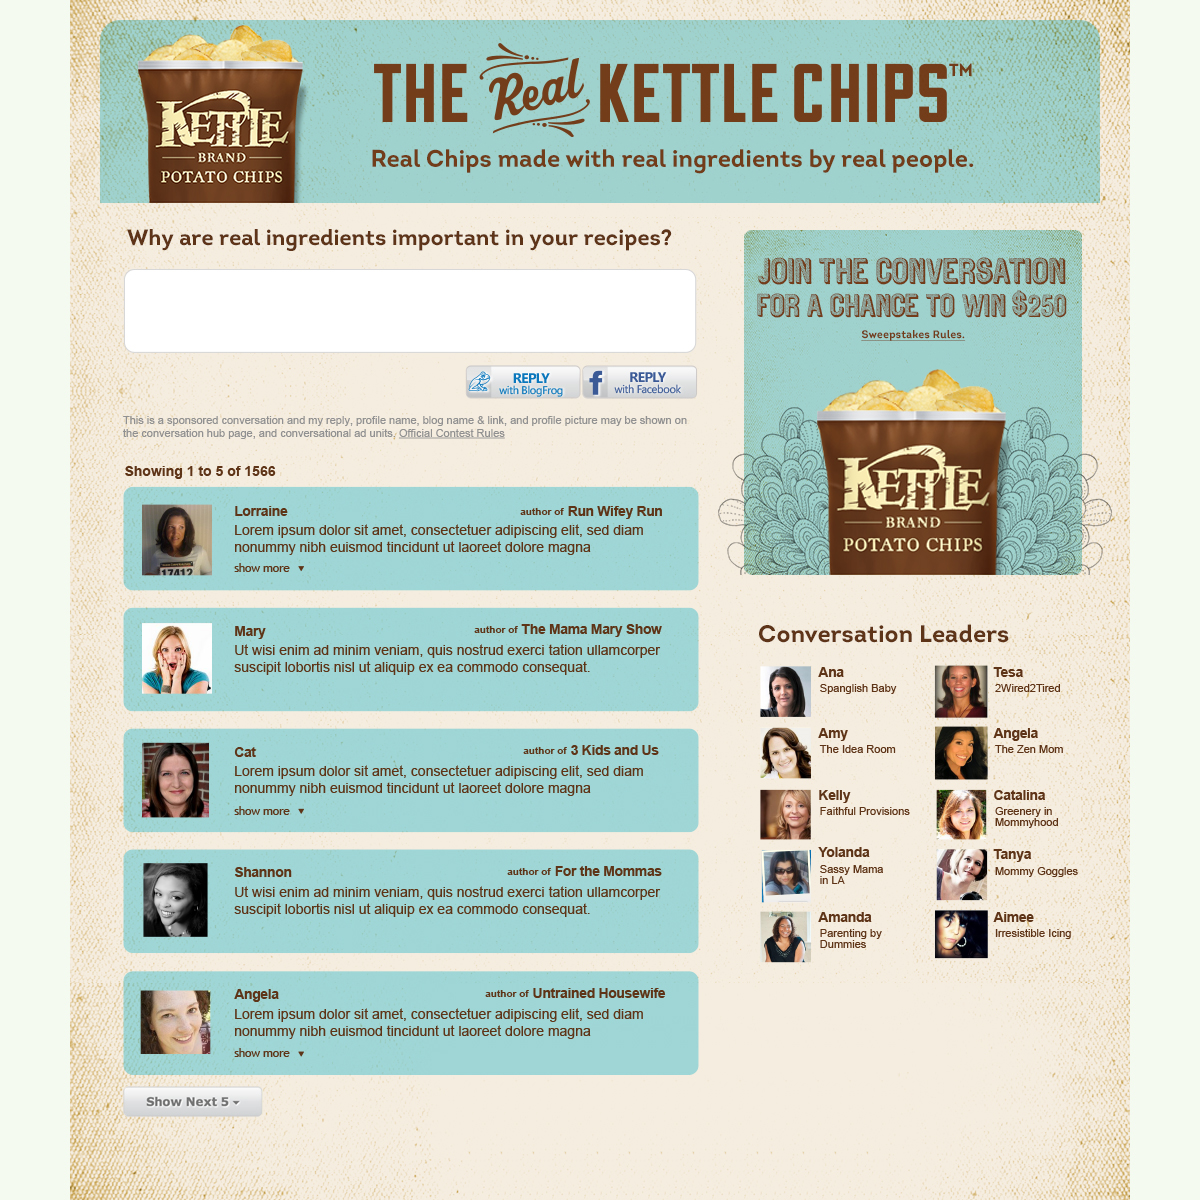 KETTLE
BRAND
POTATO CHIPS
THE Real KETTLE CHIPS™
Real Chips made with real ingredients by real people.
Why are real ingredients important in your recipes?
REPLY
with BlogFrog
REPLY
with Facebook
This is a sponsored conversation and my reply, profile name, blog name & link, and profile picture may be shown on
the conversation hub page, and conversational ad units, Official Contest Rules
Showing 1 to 5 of 1566
17412
Lorraine
author of Run Wifey Run
Lorem ipsum dolor sit amet, consectetuer adipiscing elit, sed diam
nonummy nibh euismod tincidunt ut laoreet dolore magna
show more ▼
Mary
author of The Mama Mary Show
Ut wisi enim ad minim veniam, quis nostrud exerci tation ullamcorper
suscipit lobortis nisl ut aliquip ex ea commodo consequat.
Cat
author of 3 Kids and Us
Lorem ipsum dolor sit amet, consectetuer adipiscing elit, sed diam
nonummy nibh euismod tincidunt ut laoreet dolore magna
show more ▼
Shannon
author of For the Mommas
Ut wisi enim ad minim veniam, quis nostrud exerci tation ullamcorper
suscipit lobortis nisl ut aliquip ex ea commodo consequat.
Angela
author of Untrained Housewife
Lorem ipsum dolor sit amet, consectetuer adipiscing elit, sed diam
nonummy nibh euismod tincidunt ut laoreet dolore magna
show more ▼
Show Next 5
JOIN THE CONVERSATION
FOR A CHANCE TO WIN $250
Sweepstakes Rules.
KETTLE
BRAND
POTATO CHIPS
Conversation Leaders
Ana
Spanglish Baby
Tesa
2Wired2Tired
Amy
The Idea Room
Angela
The Zen Mom
Kelly
Faithful Provisions
Catalina
Greenery in
Mommyhood
Yolanda
Sassy Mama
in LA
Tanya
Mommy Goggles
Amanda
Parenting by
Dummies
Aimee
Irresistible Icing